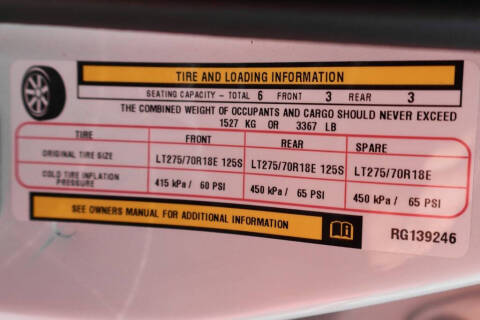 TIRE AND LOADING INFORMATION
SEATING CAPACITY - TOTAL 6 FRONT 3 REAR 3
THE COMBINED WEIGHT OF OCCUPANTS AND CARGO SHOULD NEVER EXCEED
1527 KG OR 3367 LB
TIRE FRONT REAR SPARE
ORIGINAL TIRE SIZE LT275/70R18E 125S LT275/70R18E 125S LT275/70R18E
COLD TIRE INFLATION PRESSURE 415 kPa / 60 PSI 450 kPa / 65 PSI 450 kPa / 65 PSI
SEE OWNERS MANUAL FOR ADDITIONAL INFORMATION
RG139246